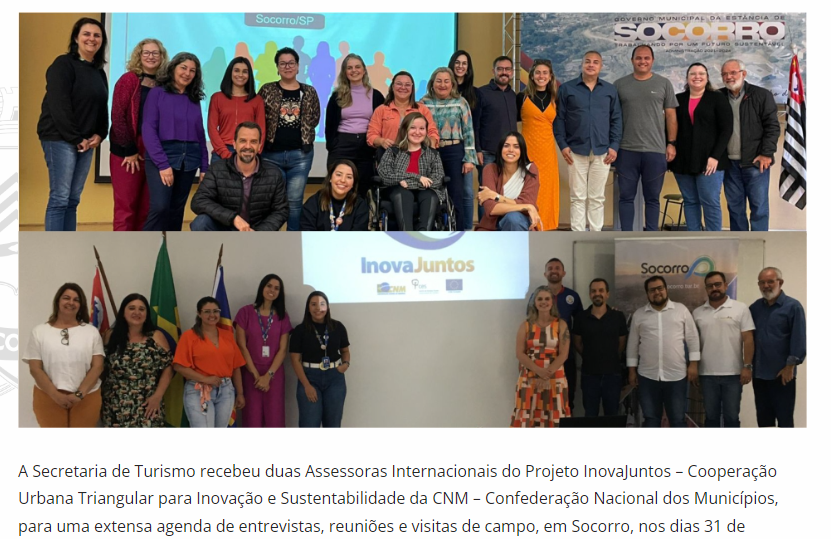 Socorro/SP
GOVERNO MUNICIPAL DA ESTÂNCIA DE
SOCORRO
TRABALHANDO POR UM FUTURO SUSTENTÁVEL
InovaJuntos
CNM
Socorro
A Secretaria de Turismo recebeu duas Assessoras Internacionais do Projeto InovaJuntos – Cooperação
Urbana Triangular para Inovação e Sustentabilidade da CNM – Confederação Nacional dos Municípios,
para uma extensa agenda de entrevistas, reuniões e visitas de campo, em Socorro, nos dias 31 de